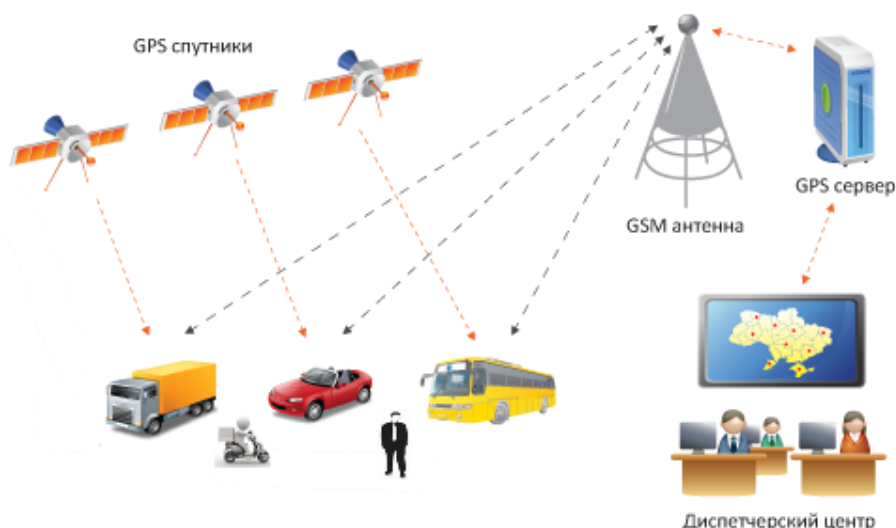 GPS спутники
GSM антенна
GPS сервер
Диспетчерский центр